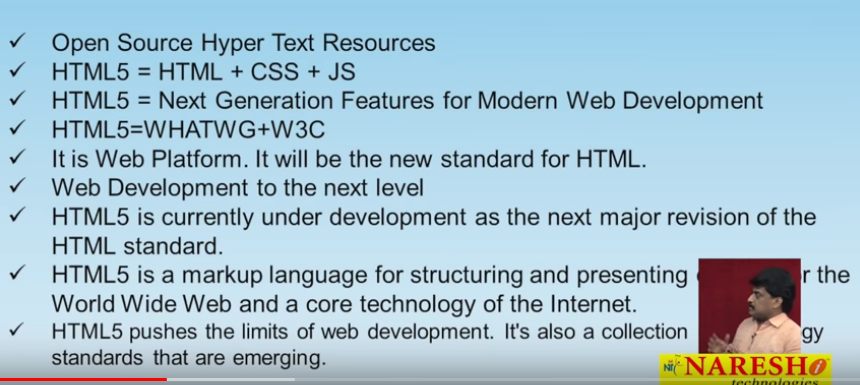 Open Source Hyper Text Resources
HTML5 = HTML + CSS + JS
HTML5 = Next Generation Features for Modern Web Development
HTML5=WHATWG+W3C
It is Web Platform. It will be the new standard for HTML.
Web Development to the next level
HTML5 is currently under development as the next major revision of the
HTML standard.
HTML5 is a markup language for structuring and presenting r the
World Wide Web and a core technology of the Internet.
HTML5 pushes the limits of web development. It's also a collection gy
standards that are emerging.
NARESH i
technologies